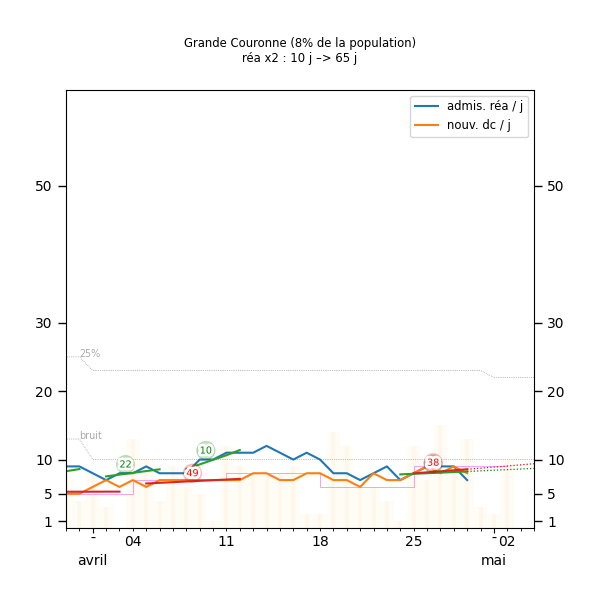 Grande Couronne (8% de la population)
réa x2 : 10 j –> 65 j
admis. réa / j
nouv. dc / j
50 50
30 30
25%
20 20
bruit
10 10
22 10 49 38
5 5
1 1
- 04 11 18 25 - 02
avril mai